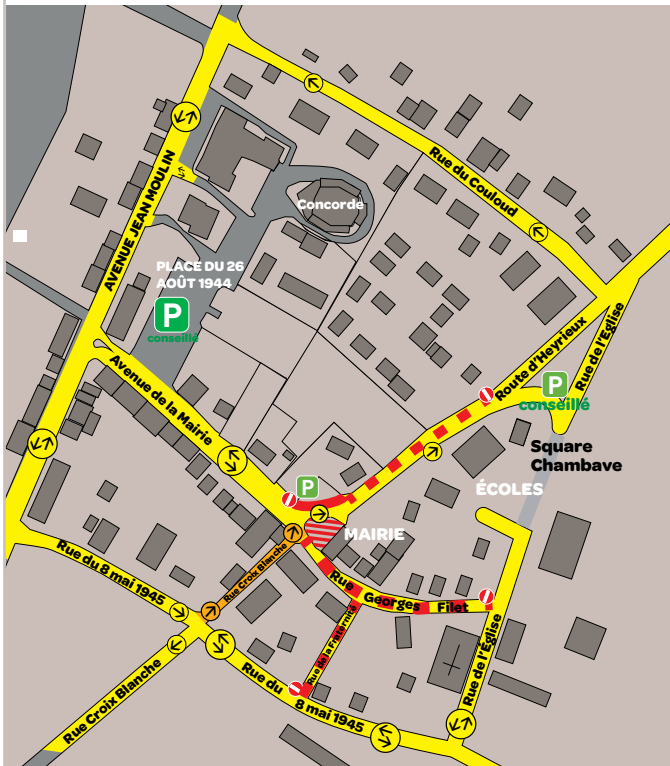 Rue du Couloud
AVENUE JEAN MOULIN
Concorde
PLACE DU 26
AOÛT 1944
P
conseillé
Avenue de la Mairie
Route d'Heyrieux
Rue de l'Eglise
P
conseillé
Square
Chambave
ÉCOLES
P
MAIRIE
Rue Croix Blanche
Rue du 8 mai 1945
Rue Georges Filet
Rue de la Fraternité
Rue de l'Église
Rue Croix Blanche
Rue du 8 mai 1945